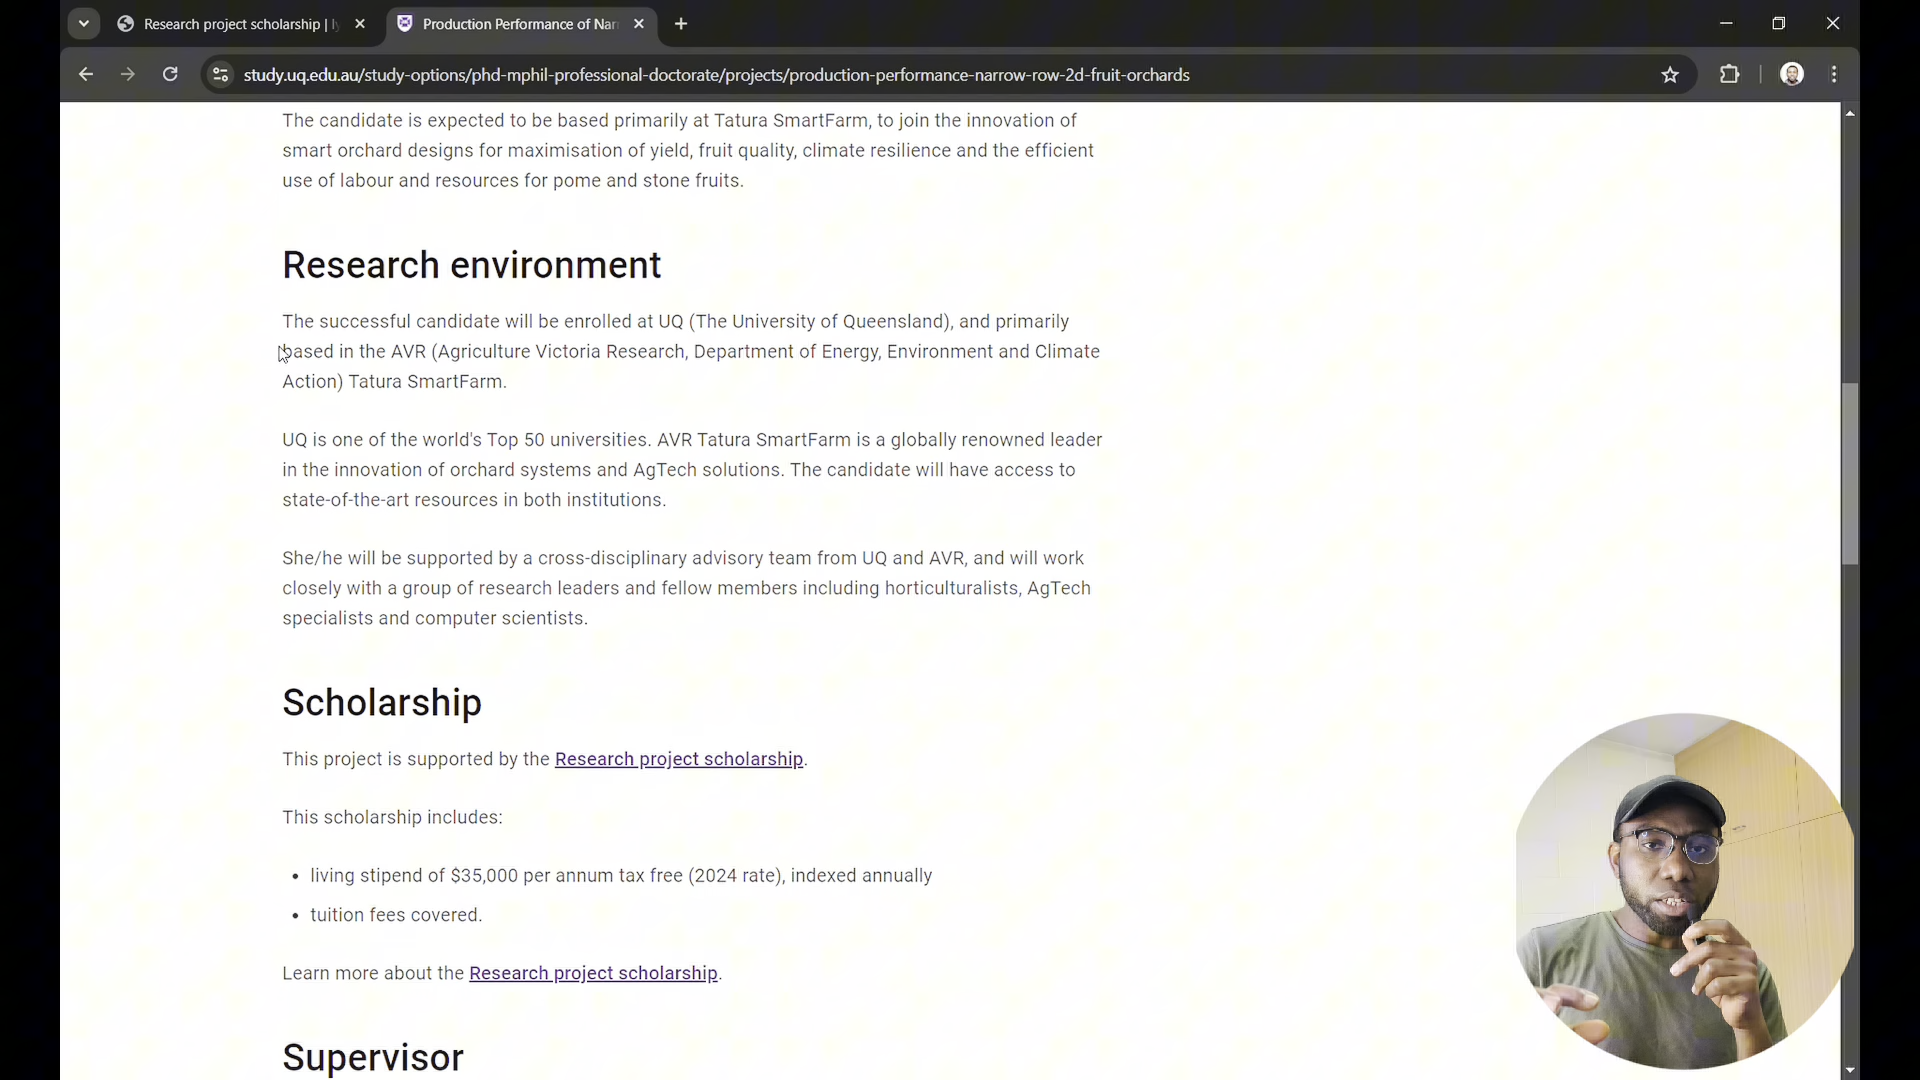 Research project scholarship |
Production Performance of Nar
study.uq.edu.au/study-options/phd-mphil-professional-doctorate/projects/production-performance-narrow-row-2d-fruit-orchards
The candidate is expected to be based primarily at Tatura SmartFarm, to join the innovation of
smart orchard designs for maximisation of yield, fruit quality, climate resilience and the efficient
use of labour and resources for pome and stone fruits.
Research environment
The successful candidate will be enrolled at UQ (The University of Queensland), and primarily
based in the AVR (Agriculture Victoria Research, Department of Energy, Environment and Climate
Action) Tatura SmartFarm.
UQ is one of the world's Top 50 universities. AVR Tatura SmartFarm is a globally renowned leader
in the innovation of orchard systems and AgTech solutions. The candidate will have access to
state-of-the-art resources in both institutions.
She/he will be supported by a cross-disciplinary advisory team from UQ and AVR, and will work
closely with a group of research leaders and fellow members including horticulturalists, AgTech
specialists and computer scientists.
Scholarship
This project is supported by the Research project scholarship.
This scholarship includes:
• living stipend of $35,000 per annum tax free (2024 rate), indexed annually
• tuition fees covered.
Learn more about the Research project scholarship.
Supervisor